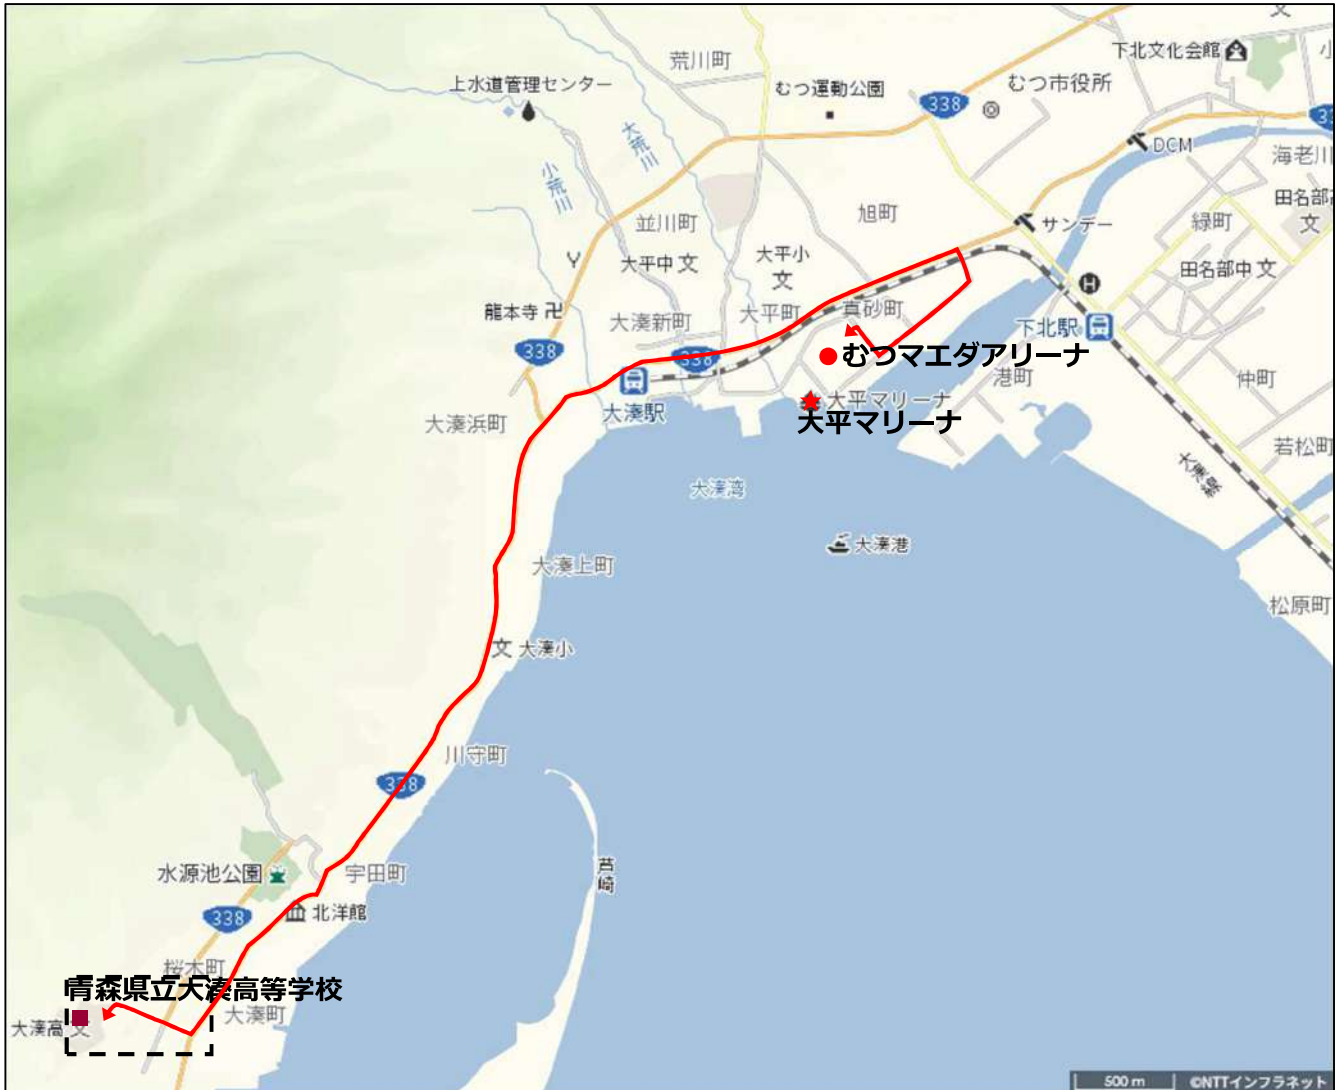 荒川町
下北文化会館
上水道管理センター
むつ運動公園
338
むつ市役所
大荒川
小荒川
DCM
海老川
田名部
文
旭町
サンデー
緑町
並川町
大平中 文
大平小
文
田名部中 文
H
龍本寺 卍
大湊新町
大平町
真砂町
下北駅
338
338
むつマエダアリーナ
港町
仲町
大湊駅
大平マリーナ
大平マリーナ
大湊浜町
若松町
大湊線
大湊湾
大湊港
大湊上町
松原町
文 大湊小
川守町
338
水源池公園
宇田町
芦崎
338
北洋館
桜木町
青森県立大湊高等学校
大湊町
大湊高 文
500 m
©NTTインフラネット